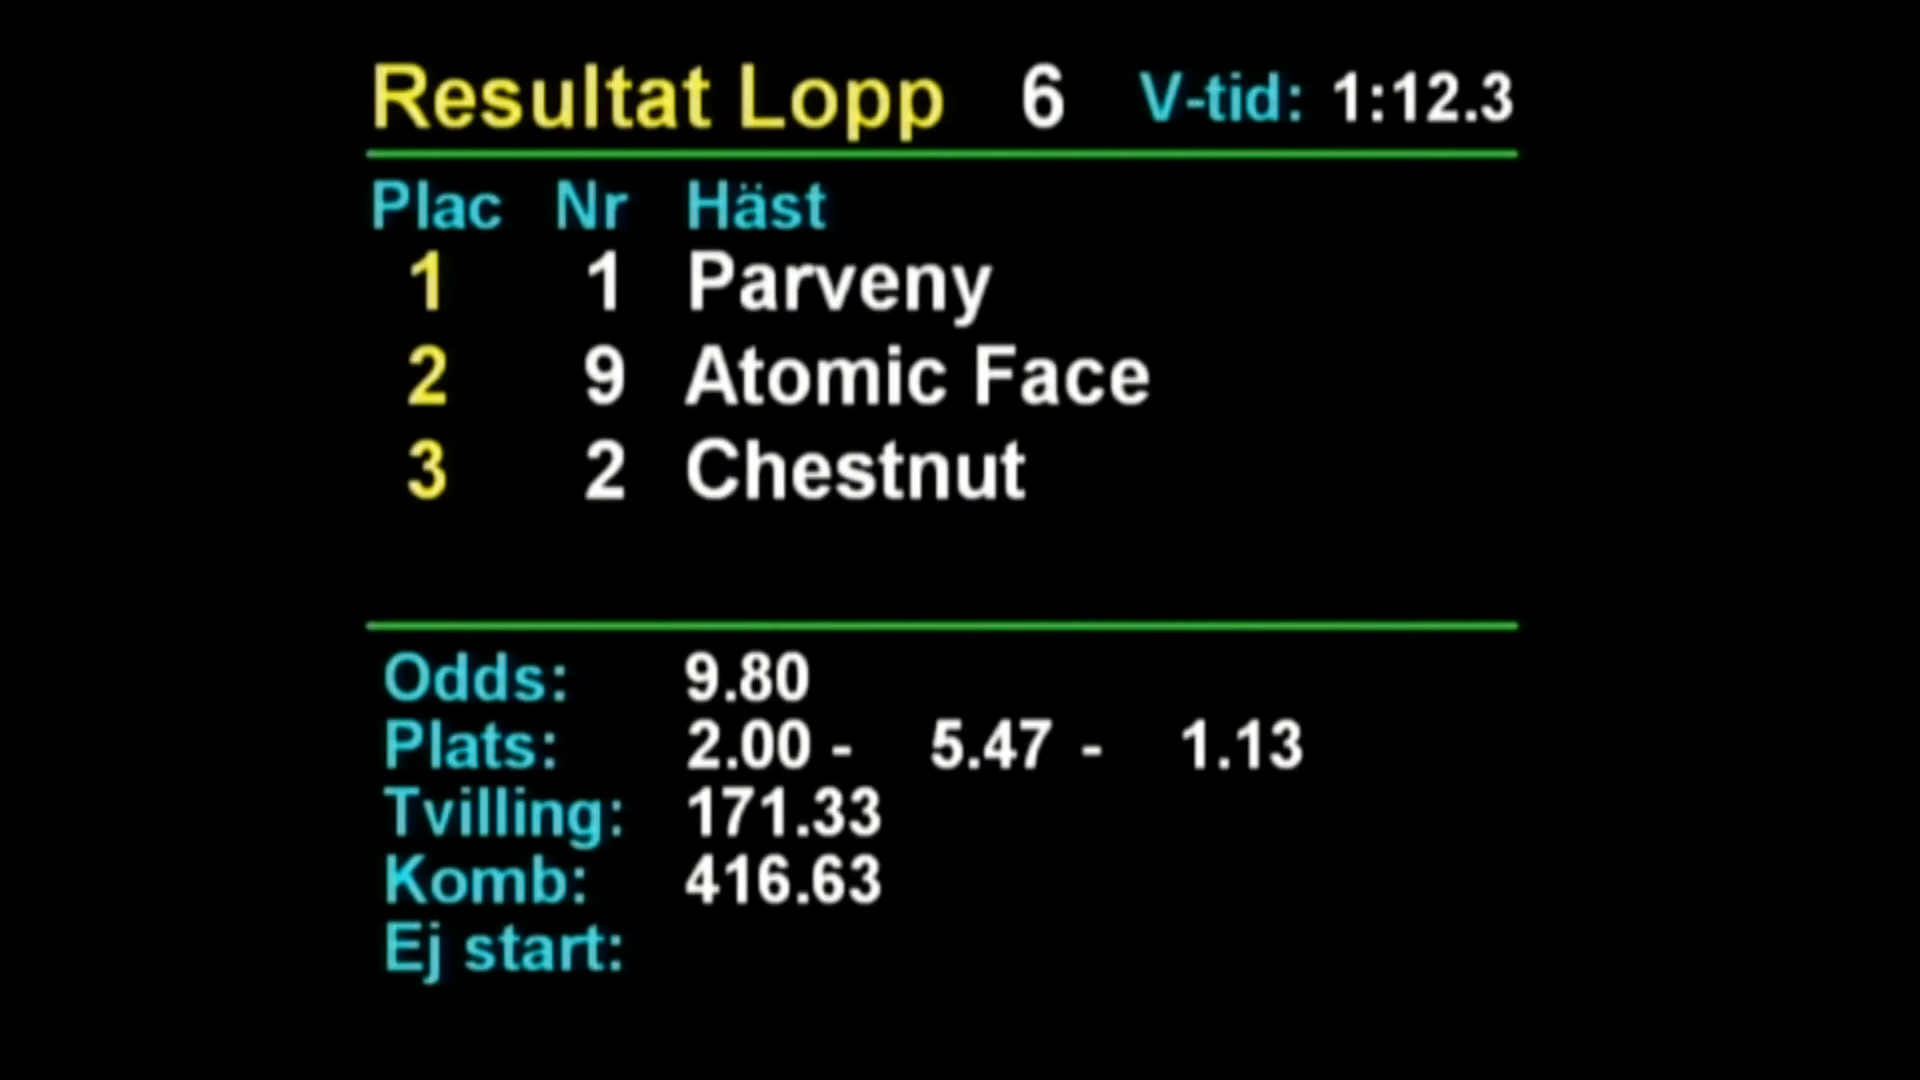 Resultat Lopp 6 V-tid: 1:12.3
Plac Nr Häst
1 1 Parveny
2 9 Atomic Face
3 2 Chestnut
Odds: 9.80
Plats: 2.00 - 5.47 - 1.13
Tvilling: 171.33
Komb: 416.63
Ej start: